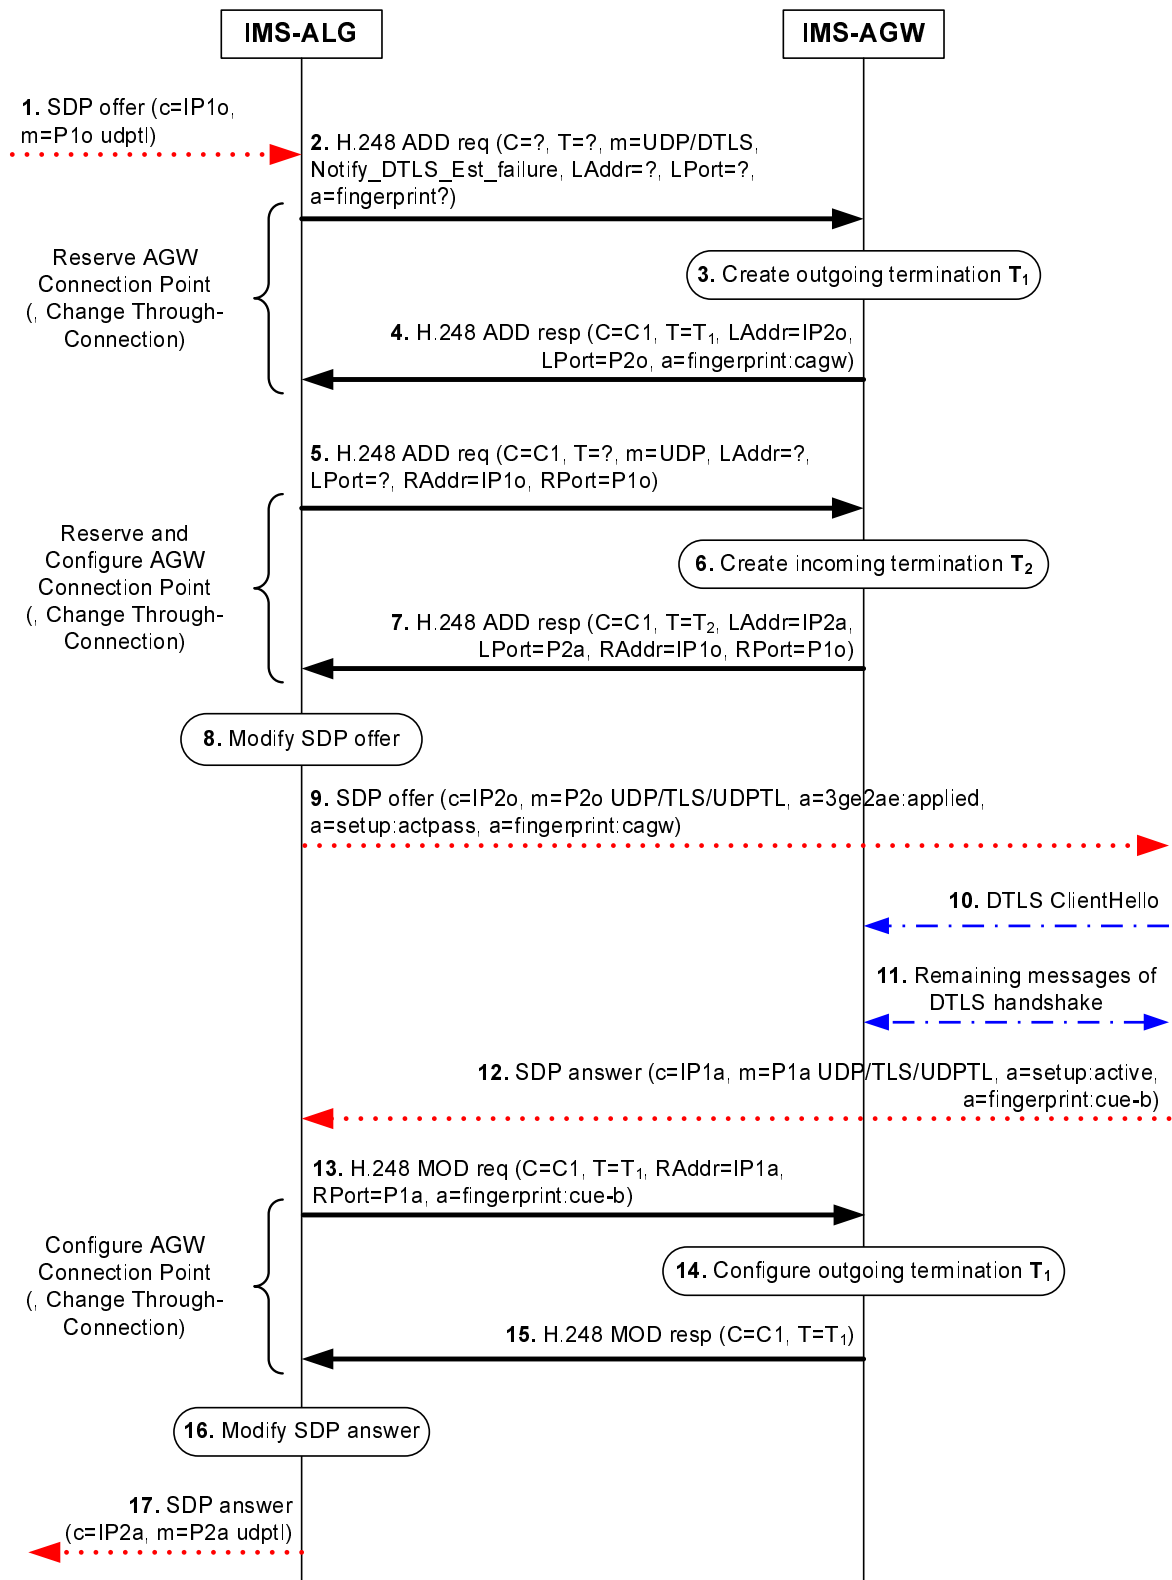 IMS-ALG
IMS-AGW
1. SDP offer (c=IP1o,
m=P1o udptl)
2. H.248 ADD req (C=?, T=?, m=UDP/DTLS,
Notify_DTLS_Est_failure, LAddr=?, LPort=?,
a=fingerprint?)
Reserve AGW
Connection Point
(, Change Through-
Connection)
3. Create outgoing termination T1
4. H.248 ADD resp (C=C1, T=T1, LAddr=IP2o,
LPort=P2o, a=fingerprint:cagw)
5. H.248 ADD req (C=C1, T=?, m=UDP, LAddr=?,
LPort=?, RAddr=IP1o, RPort=P1o)
Reserve and
Configure AGW
Connection Point
(, Change Through-
Connection)
6. Create incoming termination T2
7. H.248 ADD resp (C=C1, T=T2, LAddr=IP2a,
LPort=P2a, RAddr=IP1o, RPort=P1o)
8. Modify SDP offer
9. SDP offer (c=IP2o, m=P2o UDP/TLS/UDPTL, a=3ge2ae:applied,
a=setup:actpass, a=fingerprint:cagw)
10. DTLS ClientHello
11. Remaining messages of
DTLS handshake
12. SDP answer (c=IP1a, m=P1a UDP/TLS/UDPTL, a=setup:active,
a=fingerprint:cue-b)
13. H.248 MOD req (C=C1, T=T1, RAddr=IP1a,
RPort=P1a, a=fingerprint:cue-b)
Configure AGW
Connection Point
(, Change Through-
Connection)
14. Configure outgoing termination T1
15. H.248 MOD resp (C=C1, T=T1)
16. Modify SDP answer
17. SDP answer
(c=IP2a, m=P2a udptl)